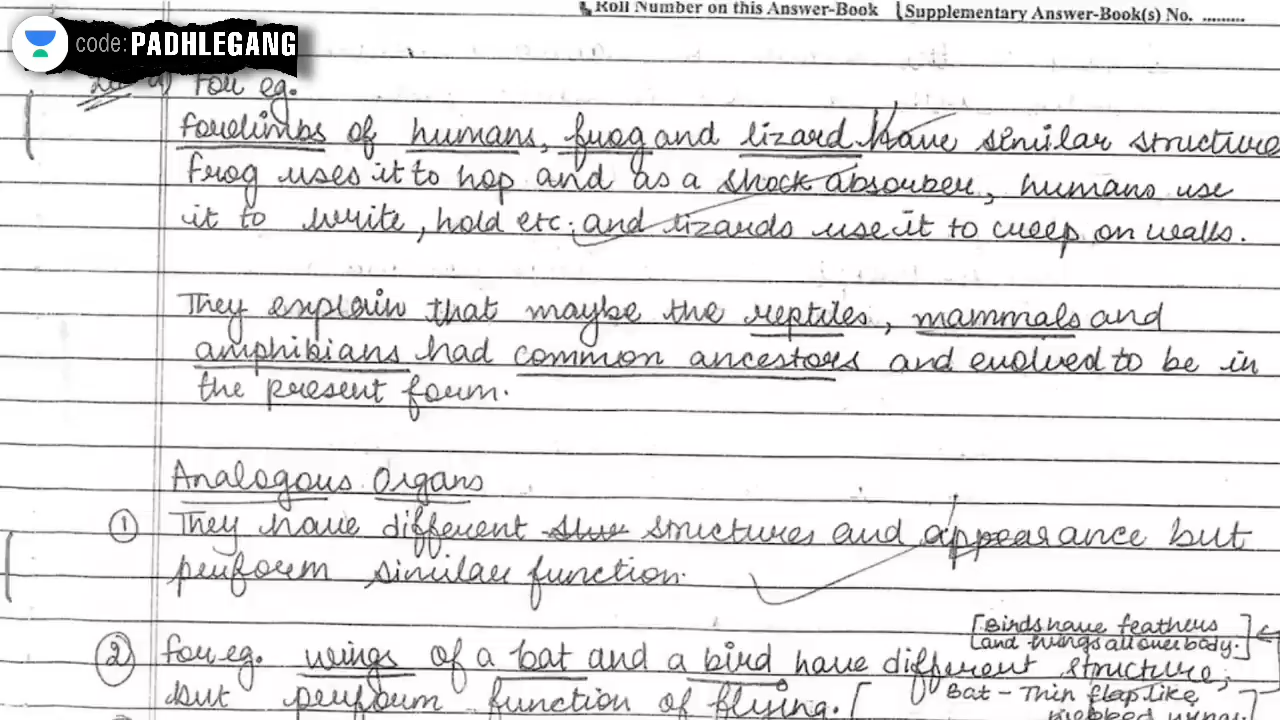 Roll Number on this Answer-Book
Supplementary Answer-Book(s) No. .........
code: PADHLEGANG
For eg.
forelimbs of humans, frog and lizard have similar structure
Frog uses it to hop and as a shock absorber, humans use
it to write, hold etc. and lizards use it to creep on walls.
They explain that maybe the reptiles, mammals and
amphibians had common ancestors and evolved to be in
the present form.
Analogous Organs
① They have different structures and appearance but
perform similar function.
[Birds have feathers
and wings all over body.]
② For eg. wings of a bat and a bird have different structure,
but perform function of flying. [
Bat - Thin flap like